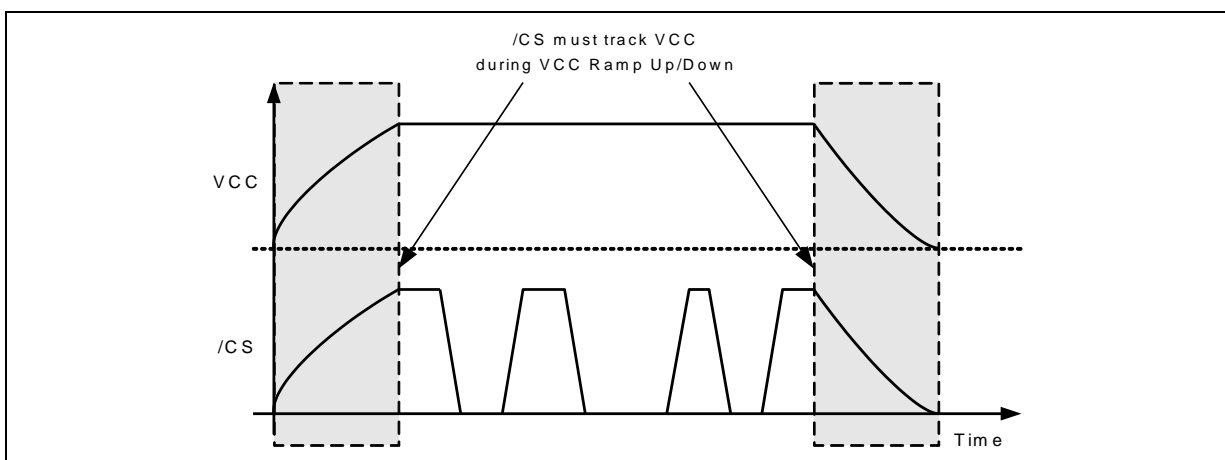 /CS must track VCC
during VCC Ramp Up/Down
VCC
/CS
Time